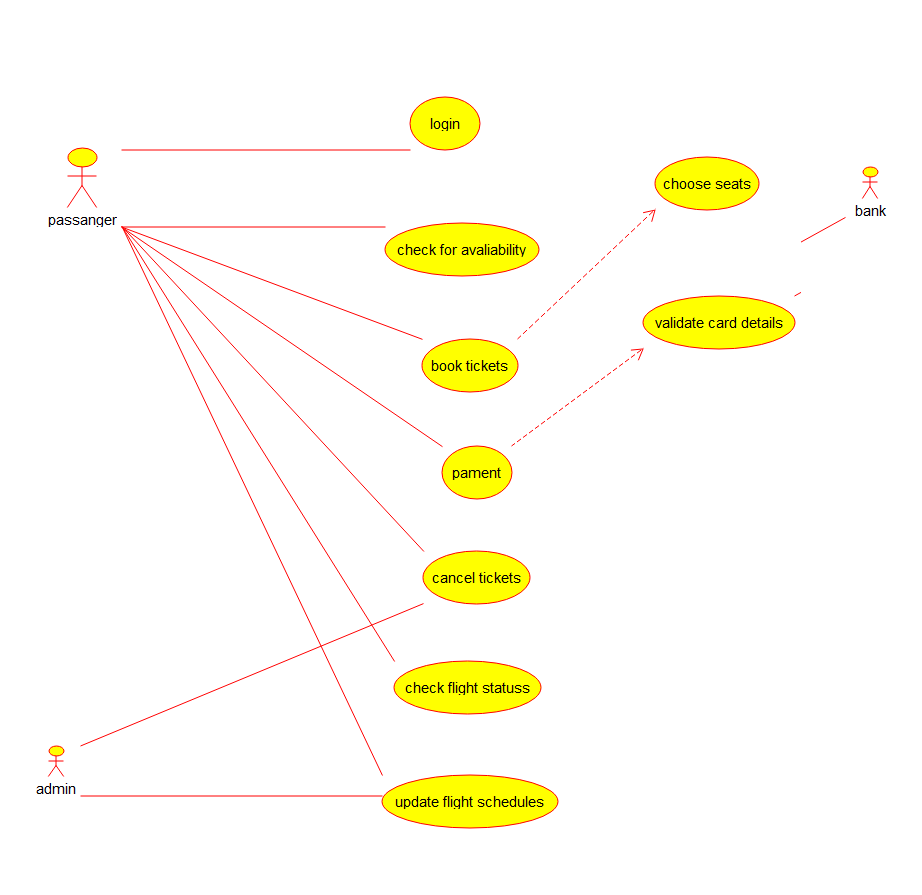 login
choose seats
passanger
bank
check for avaliability
validate card details
book tickets
pament
cancel tickets
check flight statuss
admin
update flight schedules